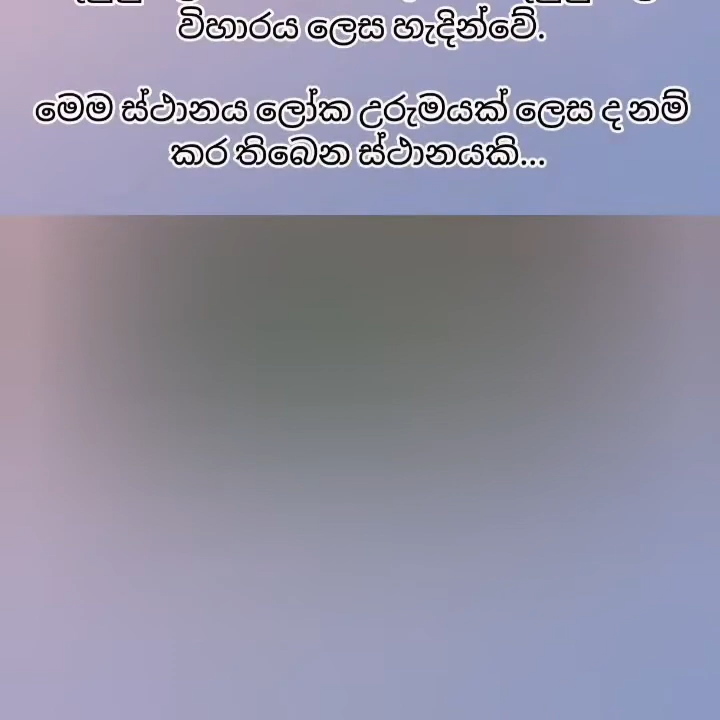 විහාරය ලෙස හැදින්වේ.
මෙම ස්ථානය ලෝක උරුමයක් ලෙස ද නම්
කර තිබෙන ස්ථානයකි...